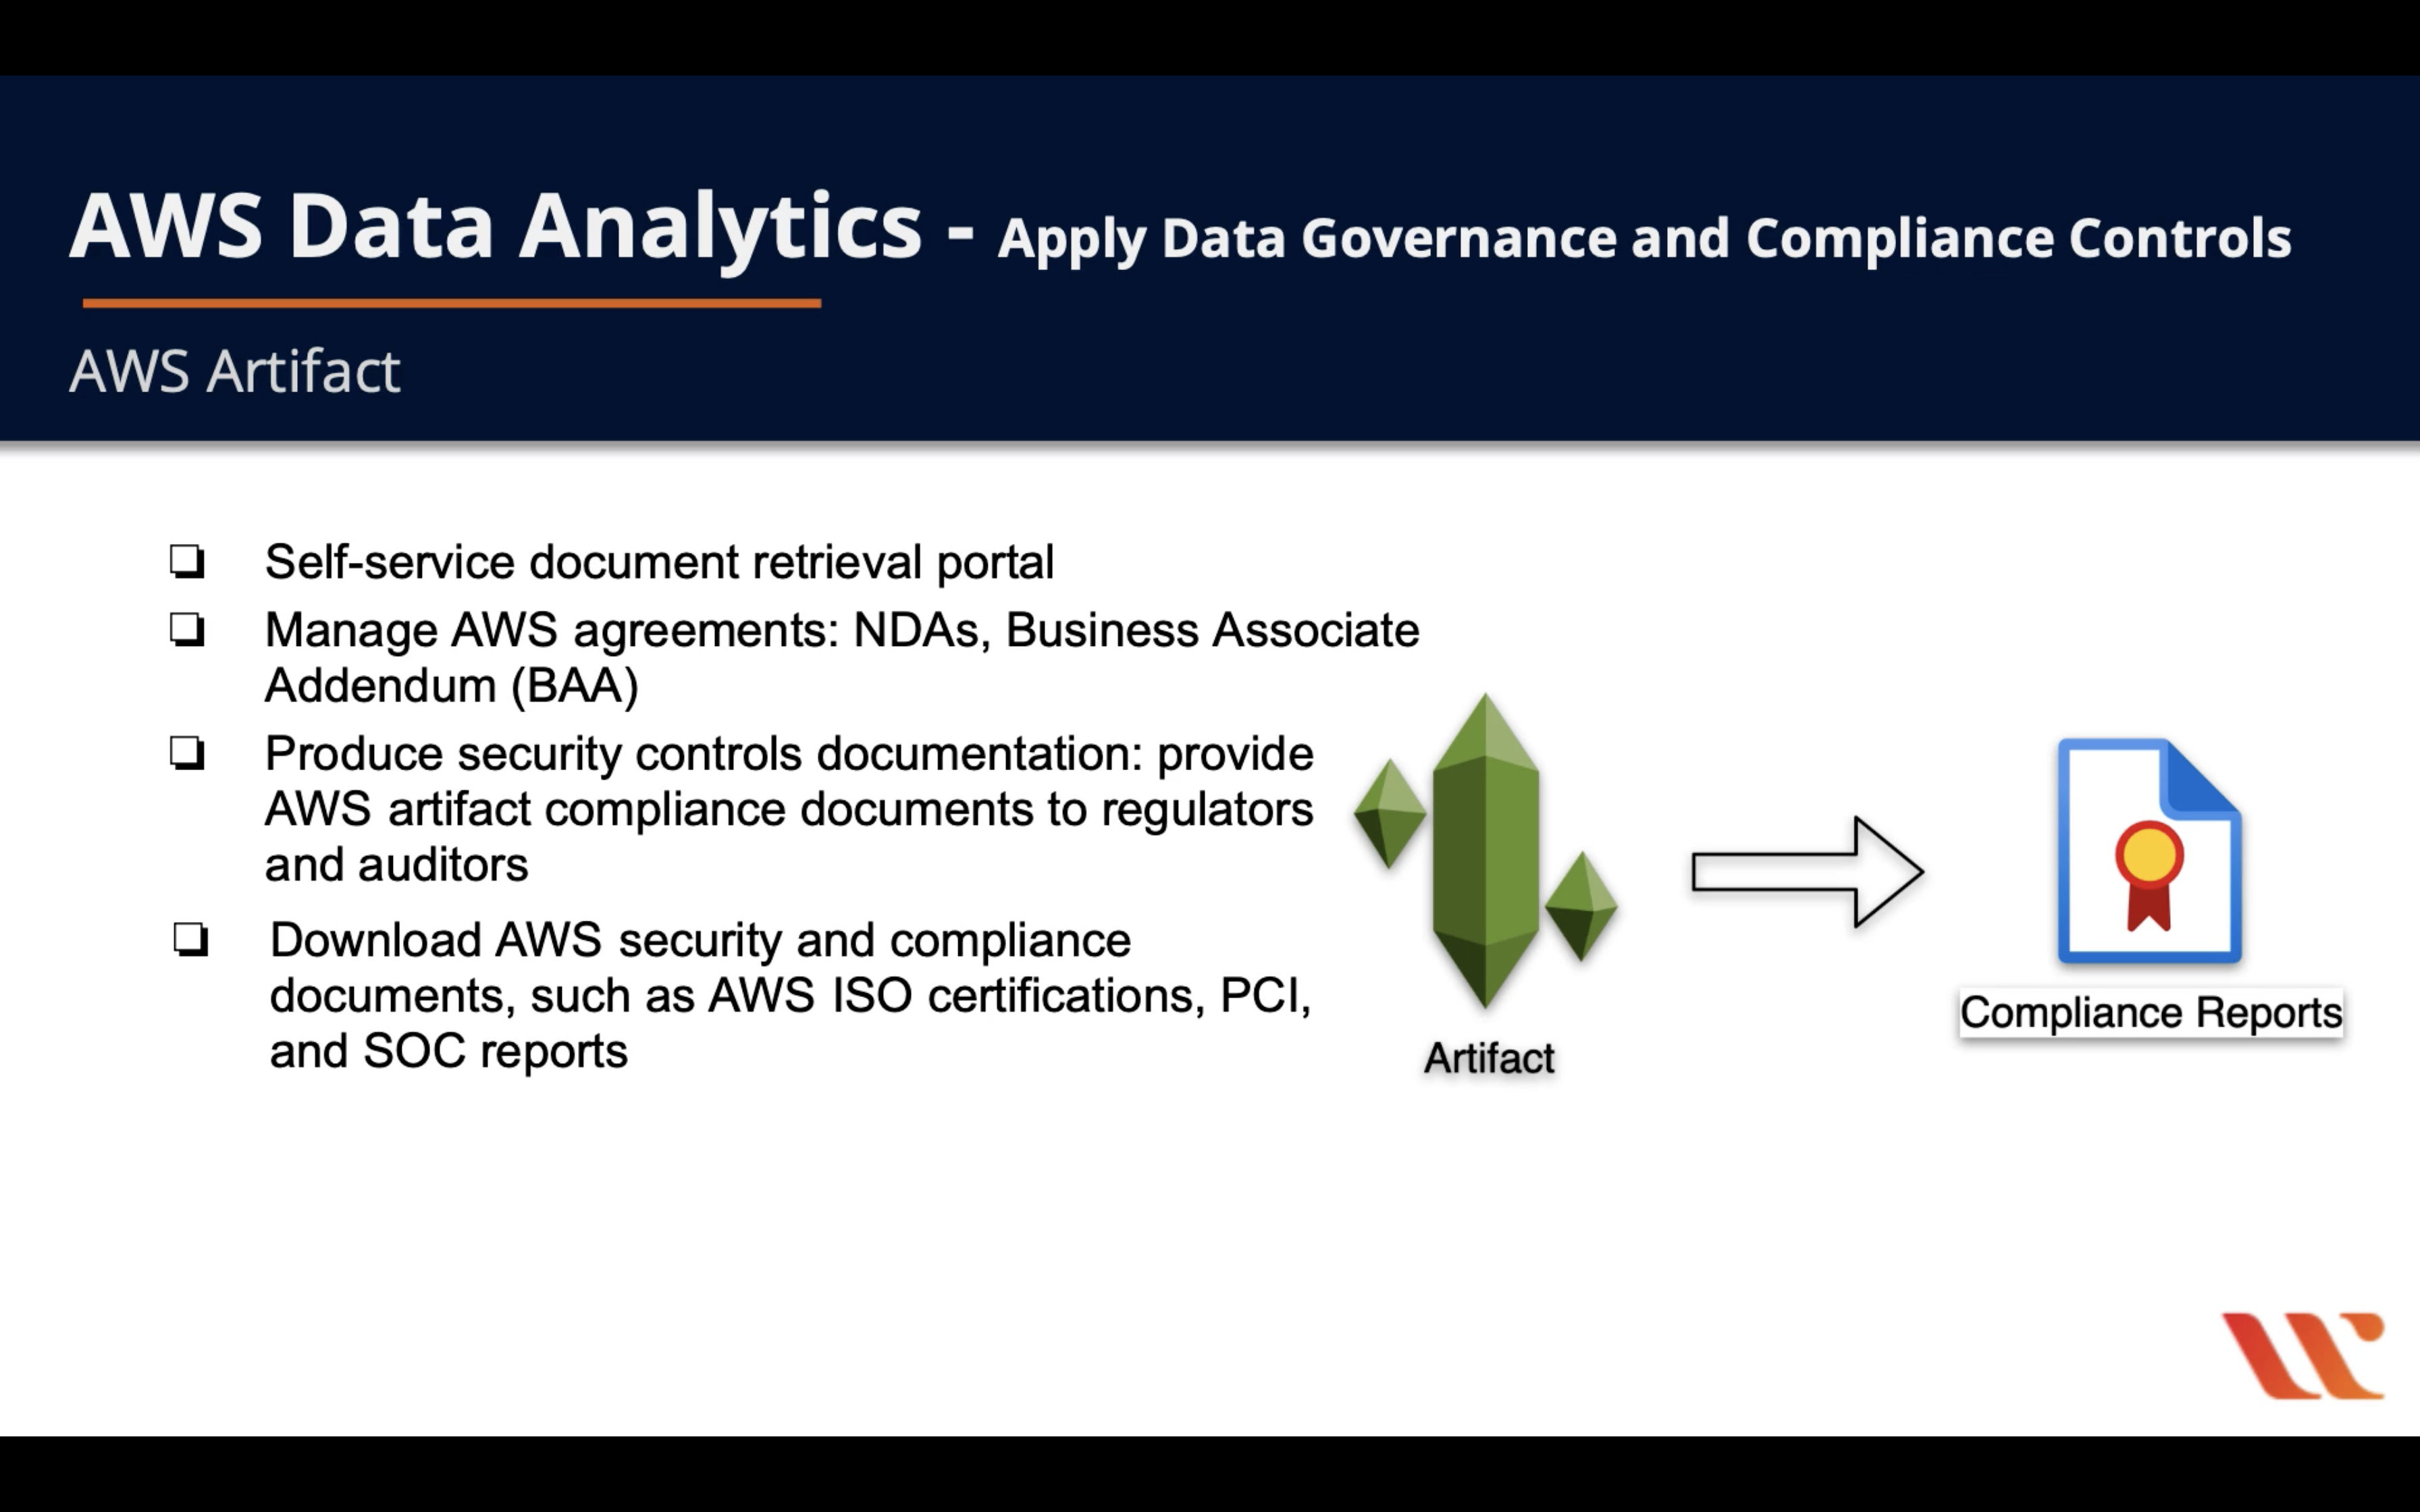 AWS Data Analytics - Apply Data Governance and Compliance Controls
AWS Artifact
Self-service document retrieval portal
Manage AWS agreements: NDAs, Business Associate
Addendum (BAA)
Produce security controls documentation: provide
AWS artifact compliance documents to regulators
and auditors
Download AWS security and compliance
documents, such as AWS ISO certifications, PCI,
and SOC reports
Artifact
Compliance Reports